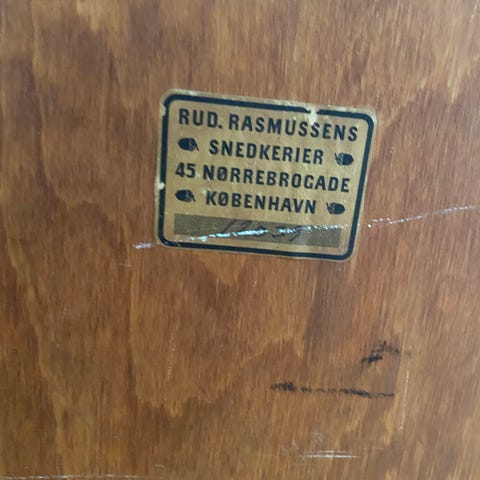 RUD. RASMUSSENS
SNEDKERIER
45 NØRREBROGADE
KØBENHAVN